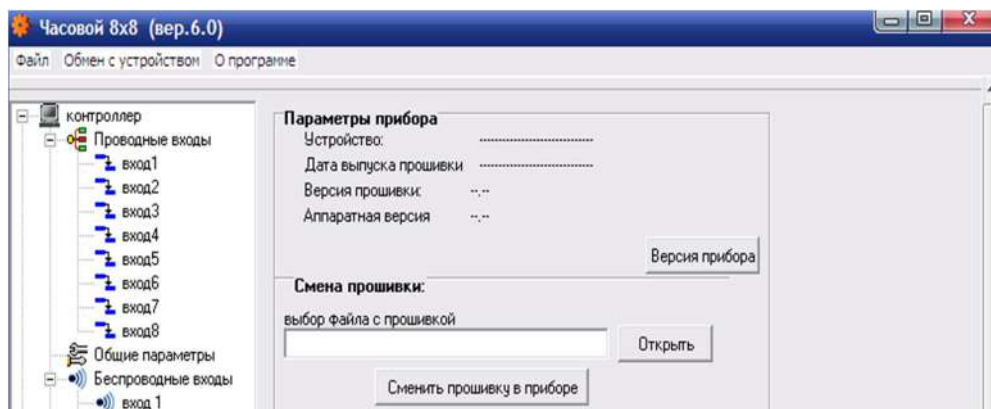 Часовой 8x8 (вер.6.0)
Файл Обмен с устройством О программе
контроллер
Проводные входы
вход1
вход2
вход3
вход4
вход5
вход6
вход7
вход8
Общие параметры
Беспроводные входы
вход 1
Параметры прибора
Устройство: ----------------------------
Дата выпуска прошивки ----------------------------
Версия прошивки: --.--
Аппаратная версия --.--
Версия прибора
Смена прошивки:
выбор файла с прошивкой
Открыть
Сменить прошивку в приборе